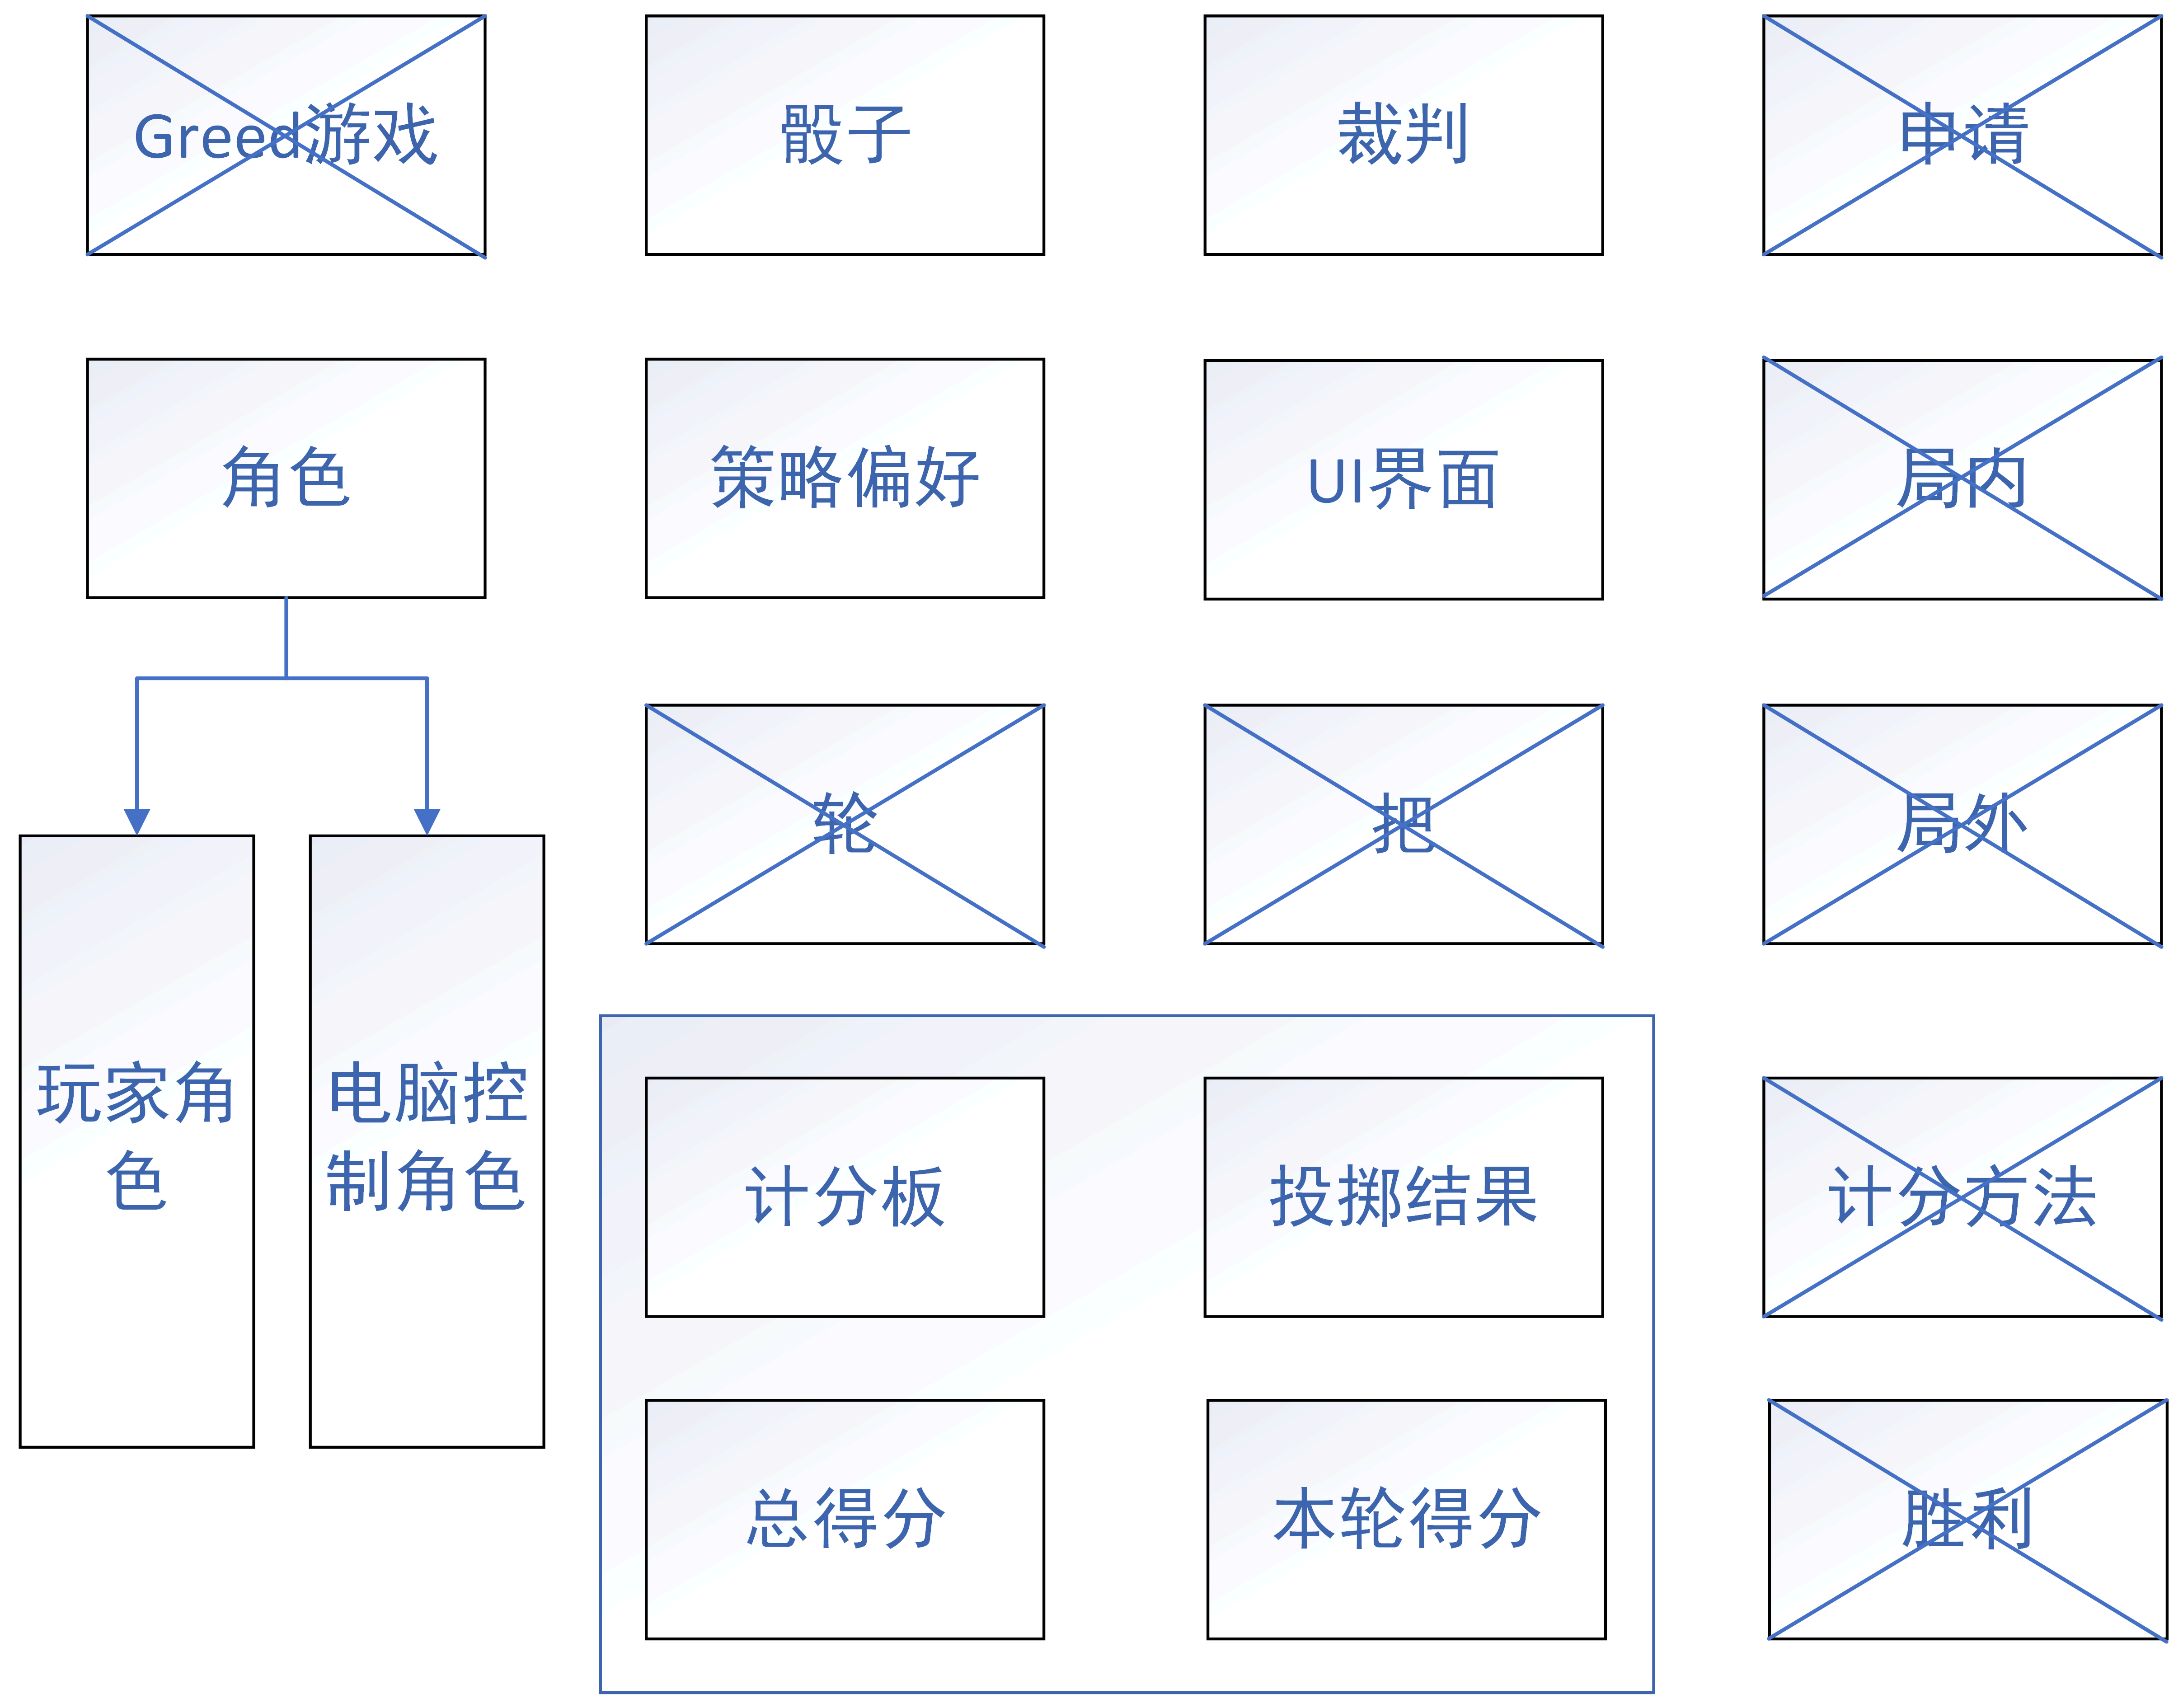 Greed游戏
骰子
裁判
申请
角色
策略偏好
UI界面
局内
轮
把
局外
玩家角
色
电脑控
制角色
计分板
投掷结果
计分方法
总得分
本轮得分
胜利